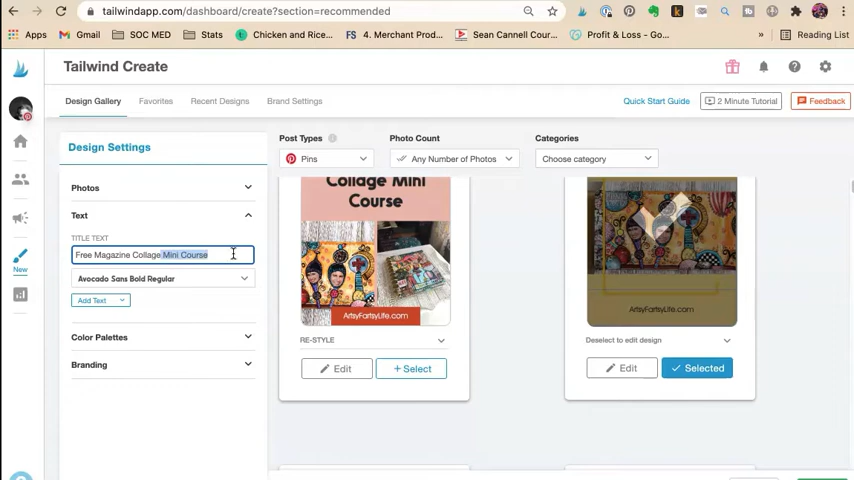 tailwindapp.com/dashboard/create?section=recommended
Apps
Gmail
SOC MED
Stats
Chicken and Rice...
FS 4. Merchant Prod...
Sean Cannell Cour...
Profit & Loss - Go...
»
Reading List
Tailwind Create
Design Gallery
Favorites
Recent Designs
Brand Settings
Quick Start Guide
2 Minute Tutorial
Feedback
Design Settings
Photos
Text
TITLE TEXT
Free Magazine Collage Mini Course
Avocado Sans Bold Regular
Add Text
Color Palettes
Branding
New
Post Types
Pins
Photo Count
Any Number of Photos
Categories
Choose category
Collage Mini
Course
ArtsyFartsyLife.com
RE-STYLE
Edit
+ Select
ArtsyFartsyLife.com
Deselect to edit design
Edit
Selected